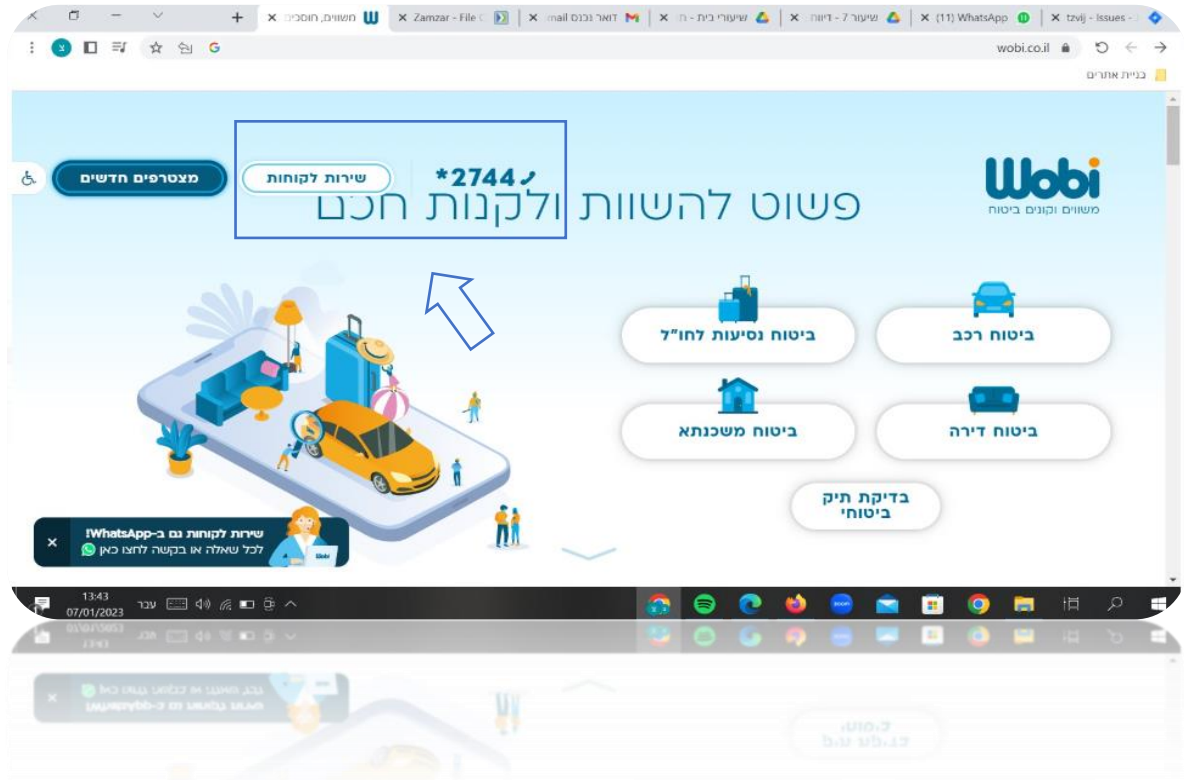 משווים, חוסכים
Zamzar - File C
דואר נכנס
mail
שיעורי בית - ת
שיעור 7 - דיוור
(11) WhatsApp
tzvij - Issues -
wobi.co.il
בניית אתרים
Wobi
משווים וקונים ביטוח
*2744
שירות לקוחות
מצטרפים חדשים
פשוט להשוות ולקנות חכם
ביטוח רכב
ביטוח נסיעות לחו״ל
ביטוח דירה
ביטוח משכנתא
בדיקת תיק
ביטוחי
שירות לקוחות גם ב-WhatsApp!
לכל שאלה או בקשה לחצו כאן
Wobi
zoom
עבר
13:43
07/01/2023